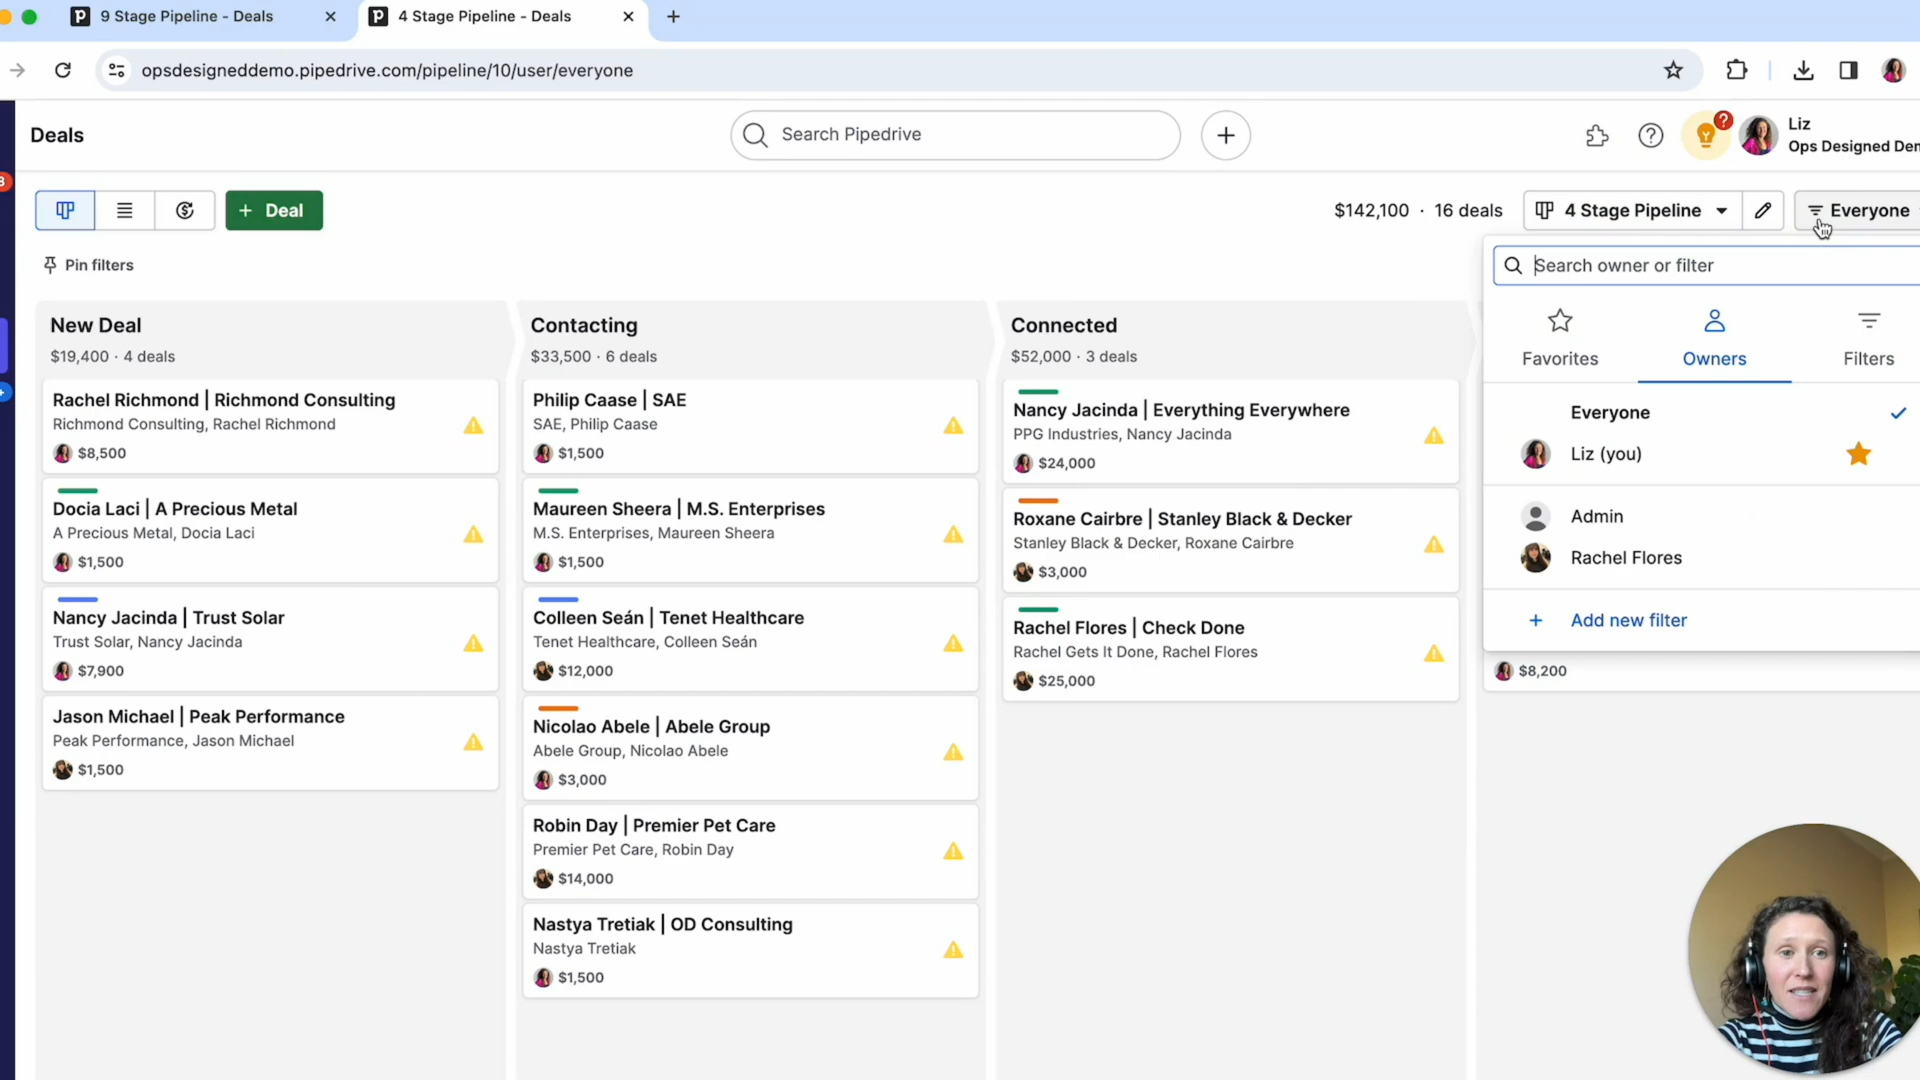 9 Stage Pipeline - Deals
4 Stage Pipeline - Deals
opsdesigneddemo.pipedrive.com/pipeline/10/user/everyone
Deals
Search Pipedrive
?
Liz
Ops Designed Dem
3
+ Deal
$142,100 · 16 deals
4 Stage Pipeline
Everyone
Pin filters
Search owner or filter
Favorites
Owners
Filters
Everyone
Liz (you)
Admin
Rachel Flores
+ Add new filter
New Deal
$19,400 · 4 deals
Rachel Richmond | Richmond Consulting
Richmond Consulting, Rachel Richmond
$8,500
Docia Laci | A Precious Metal
A Precious Metal, Docia Laci
$1,500
Nancy Jacinda | Trust Solar
Trust Solar, Nancy Jacinda
$7,900
Jason Michael | Peak Performance
Peak Performance, Jason Michael
$1,500
Contacting
$33,500 · 6 deals
Philip Caase | SAE
SAE, Philip Caase
$1,500
Maureen Sheera | M.S. Enterprises
M.S. Enterprises, Maureen Sheera
$1,500
Colleen Seán | Tenet Healthcare
Tenet Healthcare, Colleen Seán
$12,000
Nicolao Abele | Abele Group
Abele Group, Nicolao Abele
$3,000
Robin Day | Premier Pet Care
Premier Pet Care, Robin Day
$14,000
Nastya Tretiak | OD Consulting
Nastya Tretiak
$1,500
Connected
$52,000 · 3 deals
Nancy Jacinda | Everything Everywhere
PPG Industries, Nancy Jacinda
$24,000
Roxane Cairbre | Stanley Black & Decker
Stanley Black & Decker, Roxane Cairbre
$3,000
Rachel Flores | Check Done
Rachel Gets It Done, Rachel Flores
$25,000
$8,200